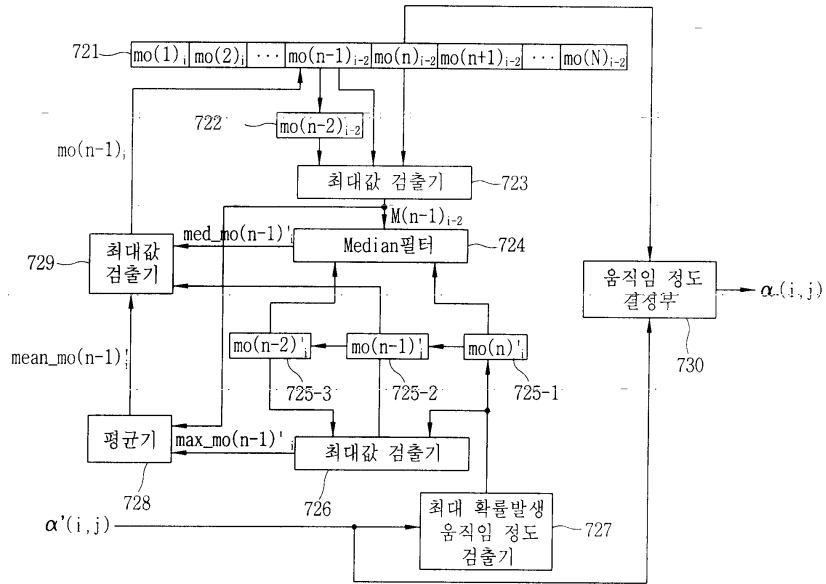 721 mo(1)i mo(2)i ··· mo(n-1)i-2 mo(n)i-2 mo(n+1)i-2 ··· mo(N)i-2
722 mo(n-2)i-2
mo(n-1)i
최대값 검출기 723
M(n-1)i-2
med_mo(n-1)'i
Median필터 724
729 최대값
검출기
움직임 정도
결정부
α(i,j)
730
mo(n-2)'i mo(n-1)'i mo(n)'i
mean_mo(n-1)'i
725-3 725-2 725-1
평균기
max_mo(n-1)'i
최대값 검출기
728
726
최대 확률발생
움직임 정도
검출기
727
α'(i,j)